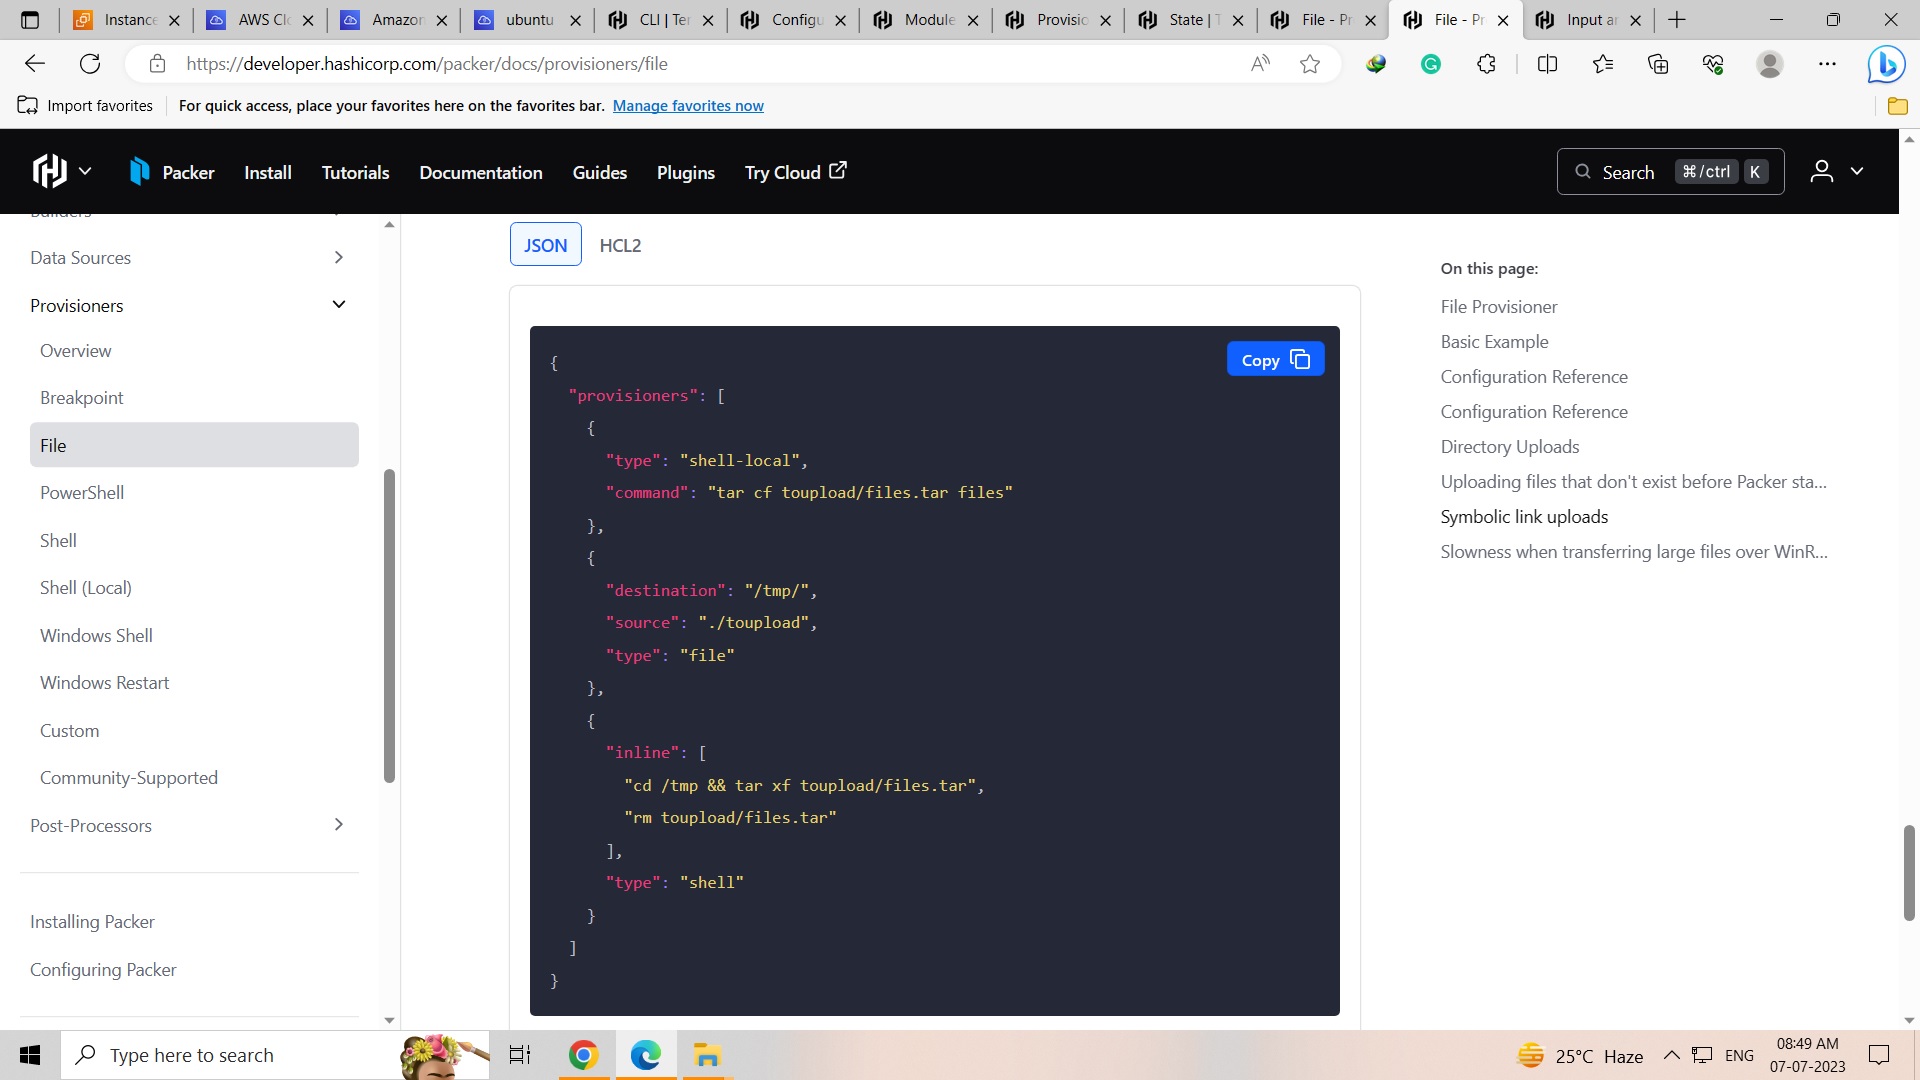 Instance
AWS Cl
Amazon
ubuntu
CLI | Ter
Configu
Module
Provisio
State | T
File - Pr
File - Pr
Input a
https://developer.hashicorp.com/packer/docs/provisioners/file
Import favorites
For quick access, place your favorites here on the favorites bar. Manage favorites now
Packer
Install
Tutorials
Documentation
Guides
Plugins
Try Cloud
Search
⌘/ctrl
K
Builders
Data Sources
Provisioners
Overview
Breakpoint
File
PowerShell
Shell
Shell (Local)
Windows Shell
Windows Restart
Custom
Community-Supported
Post-Processors
Installing Packer
Configuring Packer
JSON
HCL2
Copy
{
"provisioners": [
{
"type": "shell-local",
"command": "tar cf toupload/files.tar files"
},
{
"destination": "/tmp/",
"source": "./toupload",
"type": "file"
},
{
"inline": [
"cd /tmp && tar xf toupload/files.tar",
"rm toupload/files.tar"
],
"type": "shell"
}
]
}
On this page:
File Provisioner
Basic Example
Configuration Reference
Configuration Reference
Directory Uploads
Uploading files that don't exist before Packer sta...
Symbolic link uploads
Slowness when transferring large files over WinR...
Type here to search
25°C Haze
ENG
08:49 AM
07-07-2023